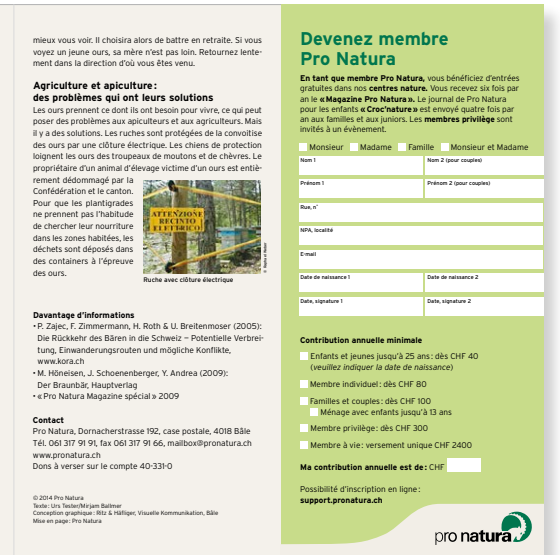 mieux vous voir. Il choisira alors de battre en retraite. Si vous
voyez un jeune ours, sa mère n'est pas loin. Retournez lente-
ment dans la direction d'où vous êtes venu.
Agriculture et apiculture :
des problèmes qui ont leurs solutions
Les ours prennent ce dont ils ont besoin pour vivre, ce qui peut
poser des problèmes aux apiculteurs et aux agriculteurs. Mais
il y a des solutions. Les ruches sont protégées de la convoitise
des ours par une clôture électrique. Les chiens de protection
loignent les ours des troupeaux de moutons et de chèvres. Le
propriétaire d'un animal d'élevage victime d'un ours est entiè-
rement dédommagé par la
Confédération et le canton.
Pour que les plantigrades
ne prennent pas l'habitude
de chercher leur nourriture
dans les zones habitées, les
déchets sont déposés dans
des containers à l'épreuve
des ours.
ATTENZIONE
RECINTO
ELETTRICO
Ruche avec clôture électrique
Davantage d'informations
• P. Zajec, F. Zimmermann, H. Roth & U. Breitenmoser (2005):
Die Rückkehr des Bären in die Schweiz – Potentielle Verbrei-
tung, Einwanderungsrouten und mögliche Konflikte,
www.kora.ch
• M. Höneisen, J. Schoenenberger, Y. Andrea (2009):
Der Braunbär, Hauptverlag
• « Pro Natura Magazine spécial » 2009
Contact
Pro Natura, Dornacherstrasse 192, case postale, 4018 Bâle
Tél. 061 317 91 91, fax 061 317 91 66, mailbox@pronatura.ch
www.pronatura.ch
Dons à verser sur le compte 40-331-0
© 2014 Pro Natura
Texte: Urs Tester/Mirjam Ballmer
Conception graphique : Ritz & Häfliger, Visuelle Kommunikation, Bâle
Mise en page: Pro Natura
Devenez membre
Pro Natura
En tant que membre Pro Natura, vous bénéficiez d'entrées
gratuites dans nos centres nature. Vous recevez six fois par
an le « Magazine Pro Natura ». Le journal de Pro Natura
pour les enfants « Croc'nature » est envoyé quatre fois par
an aux familles et aux juniors. Les membres privilège sont
invités à un évènement.
Monsieur Madame Famille Monsieur et Madame
Nom 1 Nom 2 (pour couples)
Prénom 1 Prénom 2 (pour couples)
Rue, n°
NPA, localité
E-mail
Date de naissance 1 Date de naissance 2
Date, signature 1 Date, signature 2
Contribution annuelle minimale
Enfants et jeunes jusqu'à 25 ans : dès CHF 40
(veuillez indiquer la date de naissance)
Membre individuel : dès CHF 80
Familles et couples : dès CHF 100
Ménage avec enfants jusqu'à 13 ans
Membre privilège : dès CHF 300
Membre à vie : versement unique CHF 2400
Ma contribution annuelle est de : CHF
Possibilité d'inscription en ligne :
support.pronatura.ch
pro natura